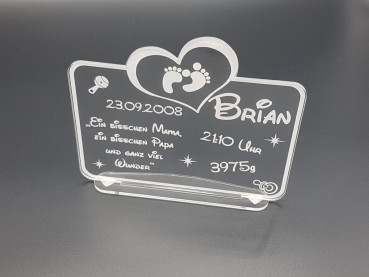 23.09.2008
Brian
„Ein bisschen Mama,
ein bisschen Papa
und ganz viel
Wunder“
21:10 Uhr
3975g